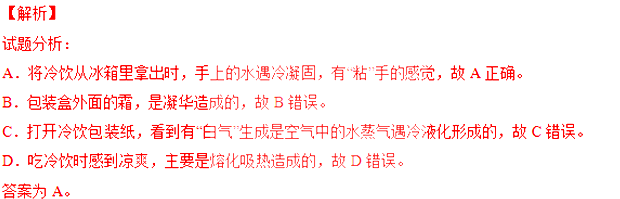 【解析】
试题分析：
A．将冷饮从冰箱里拿出时，手上的水遇冷凝固，有“粘”手的感觉，故 A 正确。
B．包装盒外面的霜，是凝华造成的，故 B 错误。
C．打开冷饮包装纸，看到有“白气”生成是空气中的水蒸气遇冷液化形成的，故 C 错误。
D．吃冷饮时感到凉爽，主要是熔化吸热造成的，故 D 错误。
答案为 A。